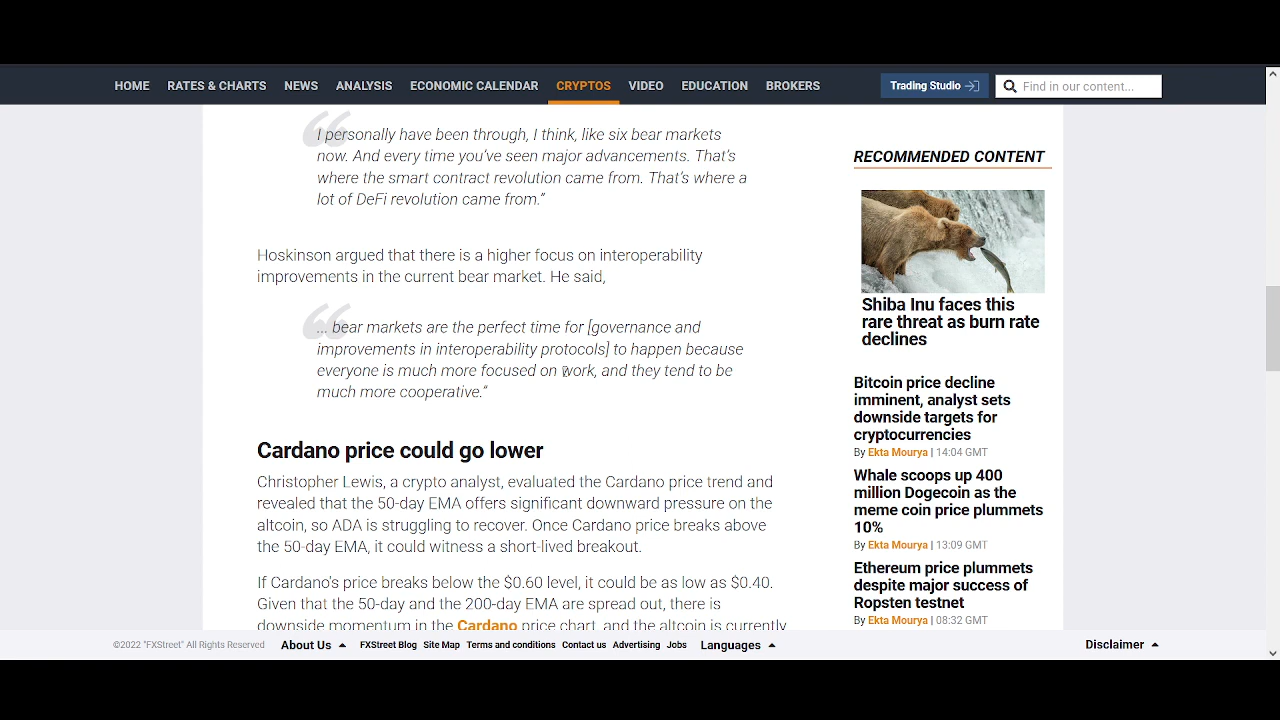 HOME RATES & CHARTS NEWS ANALYSIS ECONOMIC CALENDAR CRYPTOS VIDEO EDUCATION BROKERS Trading Studio Find in our content...
I personally have been through, I think, like six bear markets
now. And every time you've seen major advancements. That's
where the smart contract revolution came from. That's where a
lot of DeFi revolution came from.”
Hoskinson argued that there is a higher focus on interoperability
improvements in the current bear market. He said,
... bear markets are the perfect time for [governance and
improvements in interoperability protocols] to happen because
everyone is much more focused on work, and they tend to be
much more cooperative.“
Cardano price could go lower
Christopher Lewis, a crypto analyst, evaluated the Cardano price trend and
revealed that the 50-day EMA offers significant downward pressure on the
altcoin, so ADA is struggling to recover. Once Cardano price breaks above
the 50-day EMA, it could witness a short-lived breakout.
If Cardano's price breaks below the $0.60 level, it could be as low as $0.40.
Given that the 50-day and the 200-day EMA are spread out, there is
downside momentum in the Cardano price chart, and the altcoin is currently
RECOMMENDED CONTENT
Shiba Inu faces this
rare threat as burn rate
declines
Bitcoin price decline
imminent, analyst sets
downside targets for
cryptocurrencies
By Ekta Mourya | 14:04 GMT
Whale scoops up 400
million Dogecoin as the
meme coin price plummets
10%
By Ekta Mourya | 13:09 GMT
Ethereum price plummets
despite major success of
Ropsten testnet
By Ekta Mourya | 08:32 GMT
©2022 "FXStreet" All Rights Reserved About Us FXStreet Blog Site Map Terms and conditions Contact us Advertising Jobs Languages Disclaimer